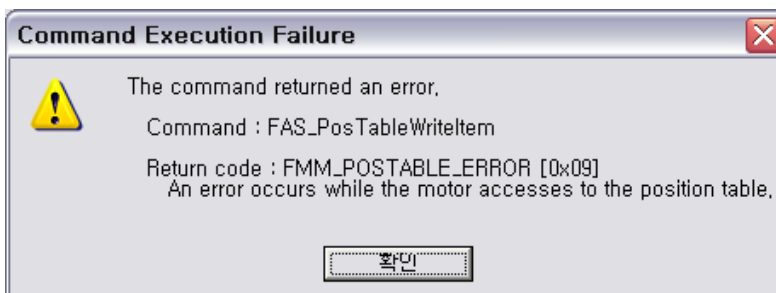 Command Execution Failure
The command returned an error,
Command : FAS_PosTableWriteItem
Return code : FMM_POSTABLE_ERROR [0x09]
An error occurs while the motor accesses to the position table,
확인